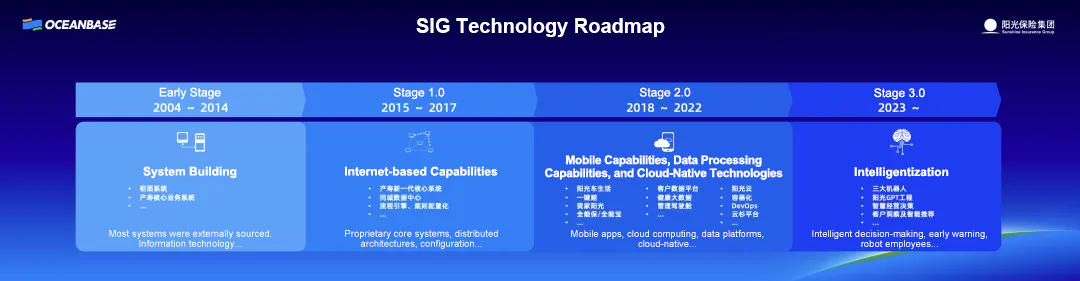 OCEANBASE
SIG Technology Roadmap
阳光保险集团
Sunshine Insurance Group
Early Stage
2004 ~ 2014
System Building
• 柜面系统
• 产寿核心业务系统
• ...
Most systems were externally sourced.
Information technology...
Stage 1.0
2015 ~ 2017
Internet-based Capabilities
• 产寿新一代核心系统
• 同城数据中心
• 流程引擎、规则配置化
• ...
Proprietary core systems, distributed
architectures, configuration...
Stage 2.0
2018 ~ 2022
Mobile Capabilities, Data Processing
Capabilities, and Cloud-Native Technologies
• 阳光车生活
• 一键赔
• 我家阳光
• 全能保/全能宝
...
• 客户数据平台
• 健康大数据
• 管理驾驶舱
• ...
• 阳光云
• 容器化
• DevOps
• 云杉平台
• ...
Mobile apps, cloud computing, data platforms,
cloud-native...
Stage 3.0
2023 ~
Intelligentization
• 三大机器人
• 阳光GPT工程
• 智慧经营决策
• 客户洞察及智能推荐
• ...
Intelligent decision-making, early warning,
robot employees...